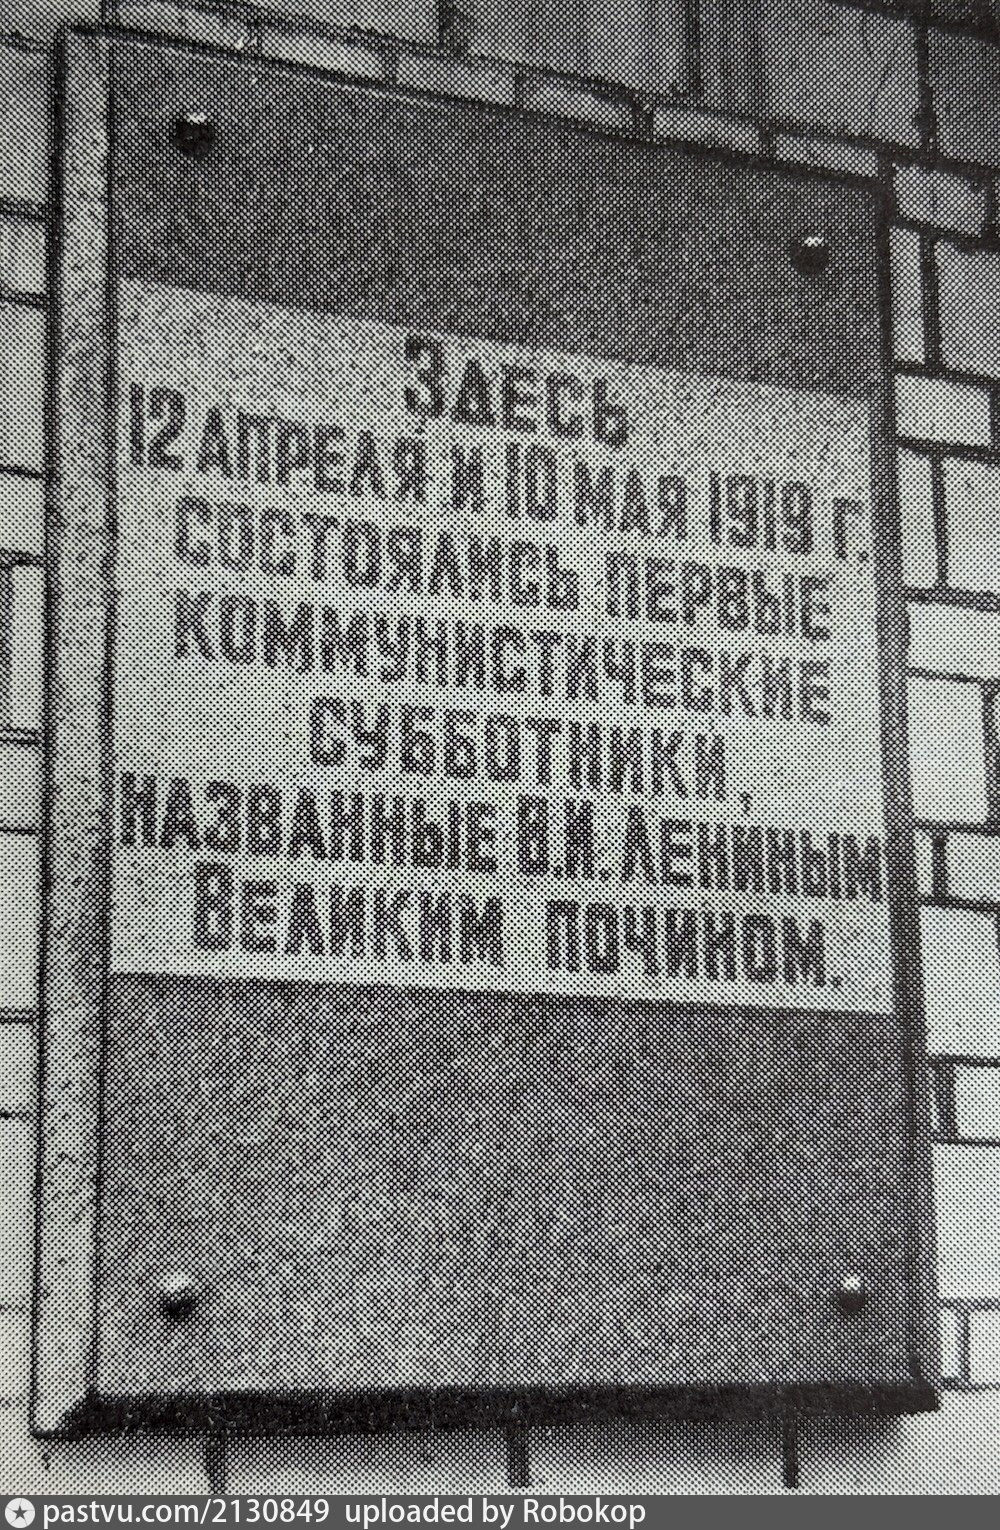 Здесь
12 апреля и 10 мая 1919 г.
состоялись первые
коммунистические
субботники,
названные В.И. Лениным
Великим почином.
pastvu.com/2130849 uploaded by Robokop